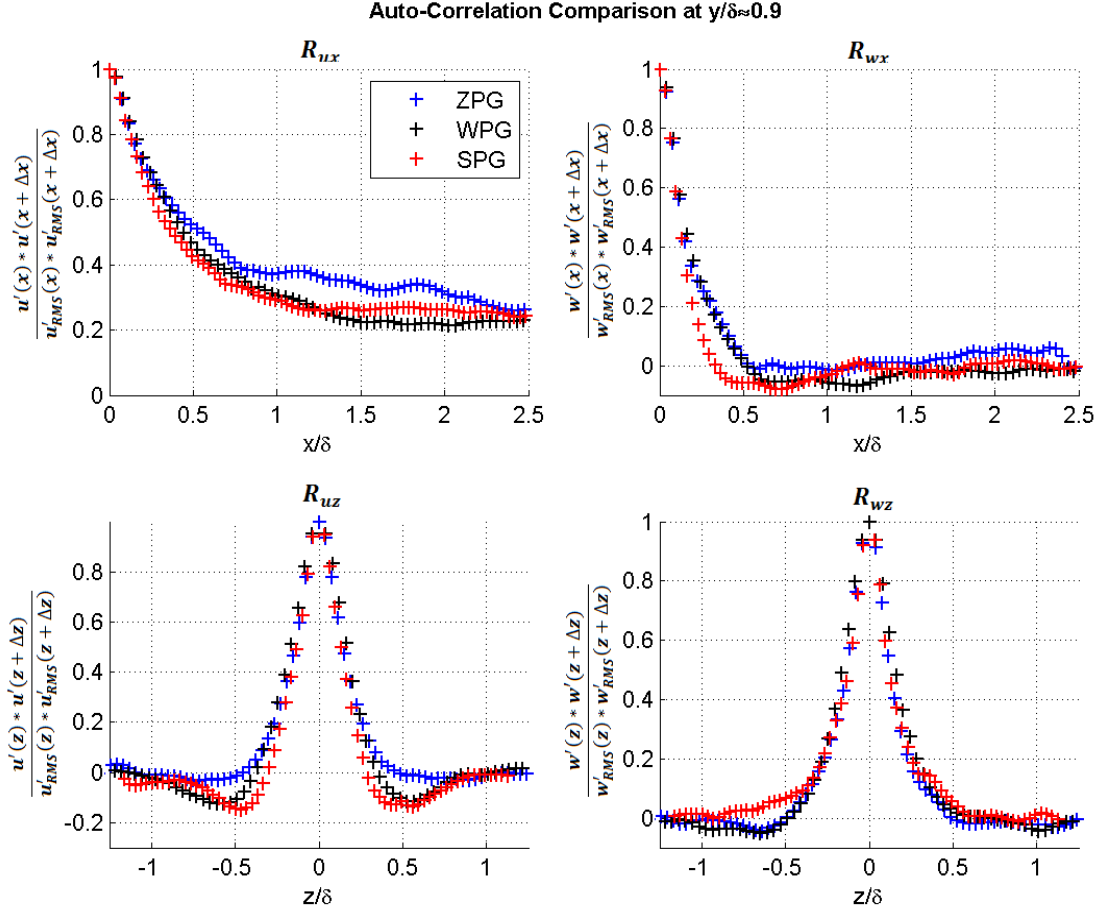 Auto-Correlation Comparison at y/δ≈0.9
R_ux
u'(x) * u'(x + Δx)
u'_RMS(x) * u'_RMS(x + Δx)
1
0.8
0.6
0.4
0.2
0
0
0.5
1
1.5
2
2.5
x/δ
ZPG
WPG
SPG
R_wx
w'(x) * w'(x + Δx)
w'_RMS(x) * w'_RMS(x + Δx)
1
0.8
0.6
0.4
0.2
0
0
0.5
1
1.5
2
2.5
x/δ
R_uz
u'(z) * u'(z + Δz)
u'_RMS(z) * u'_RMS(z + Δz)
0.8
0.6
0.4
0.2
0
-0.2
-1
-0.5
0
0.5
1
z/δ
R_wz
w'(z) * w'(z + Δz)
w'_RMS(z) * w'_RMS(z + Δz)
1
0.8
0.6
0.4
0.2
0
-1
-0.5
0
0.5
1
z/δ